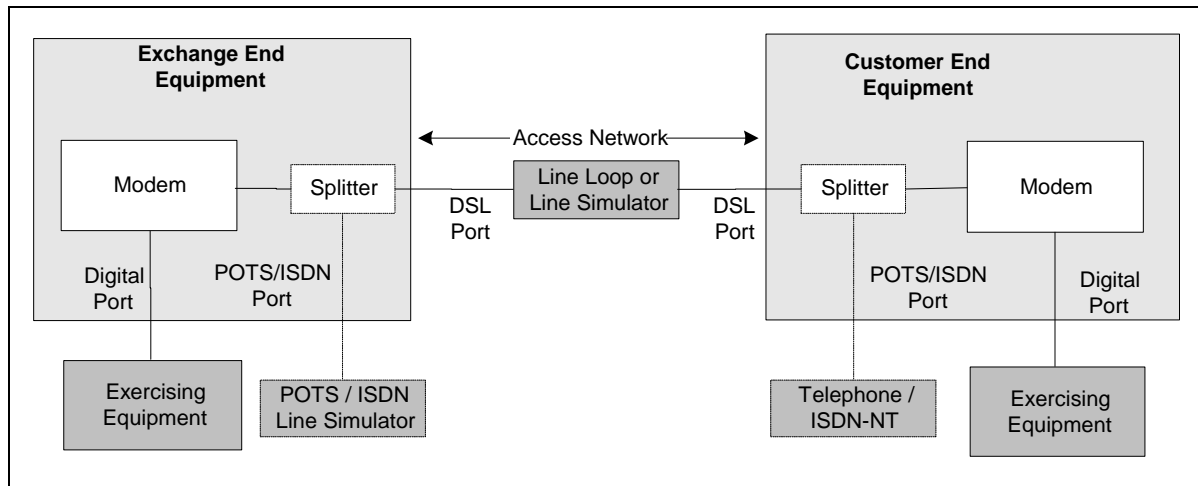 Exchange End
Equipment
Customer End
Equipment
Access Network
Modem
Splitter
Line Loop or
Line Simulator
Splitter
Modem
DSL
Port
DSL
Port
Digital
Port
POTS/ISDN
Port
POTS/ISDN
Port
Digital
Port
Exercising
Equipment
POTS / ISDN
Line Simulator
Telephone /
ISDN-NT
Exercising
Equipment